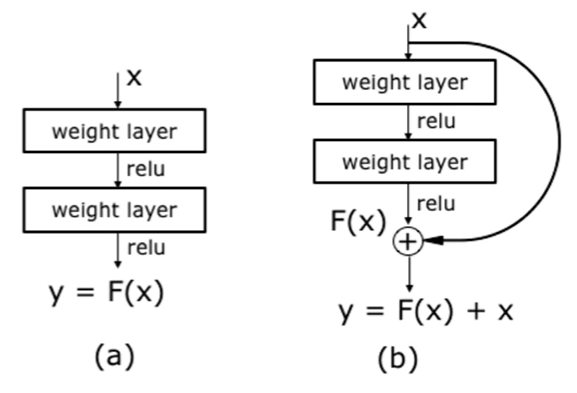 x
weight layer
relu
weight layer
relu
y = F(x)
(a)
x
weight layer
relu
weight layer
relu
F(x)
+
y = F(x) + x
(b)